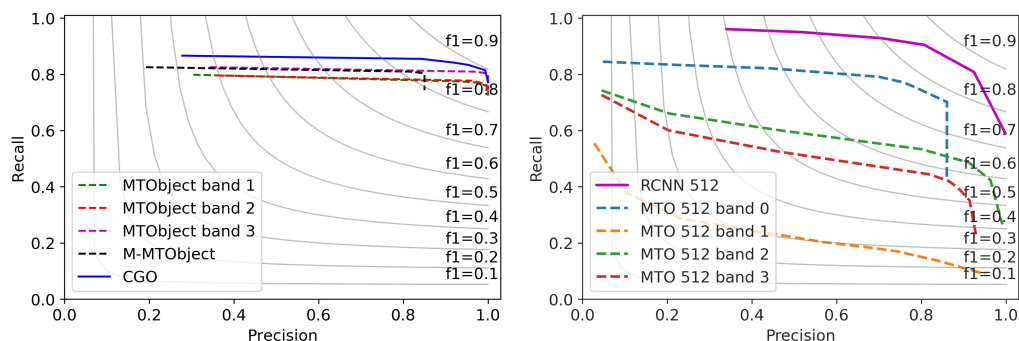 1.0
0.8
0.6
0.4
0.2
0.0
Recall
0.0
0.2
0.4
0.6
0.8
1.0
Precision
f1=0.9
f1=0.8
f1=0.7
f1=0.6
f1=0.5
f1=0.4
f1=0.3
f1=0.2
f1=0.1
MTObject band 1
MTObject band 2
MTObject band 3
M-MTObject
CGO
1.0
0.8
0.6
0.4
0.2
0.0
Recall
0.0
0.2
0.4
0.6
0.8
1.0
Precision
f1=0.9
f1=0.8
f1=0.7
f1=0.6
f1=0.5
f1=0.4
f1=0.3
f1=0.2
f1=0.1
RCNN 512
MTO 512 band 0
MTO 512 band 1
MTO 512 band 2
MTO 512 band 3